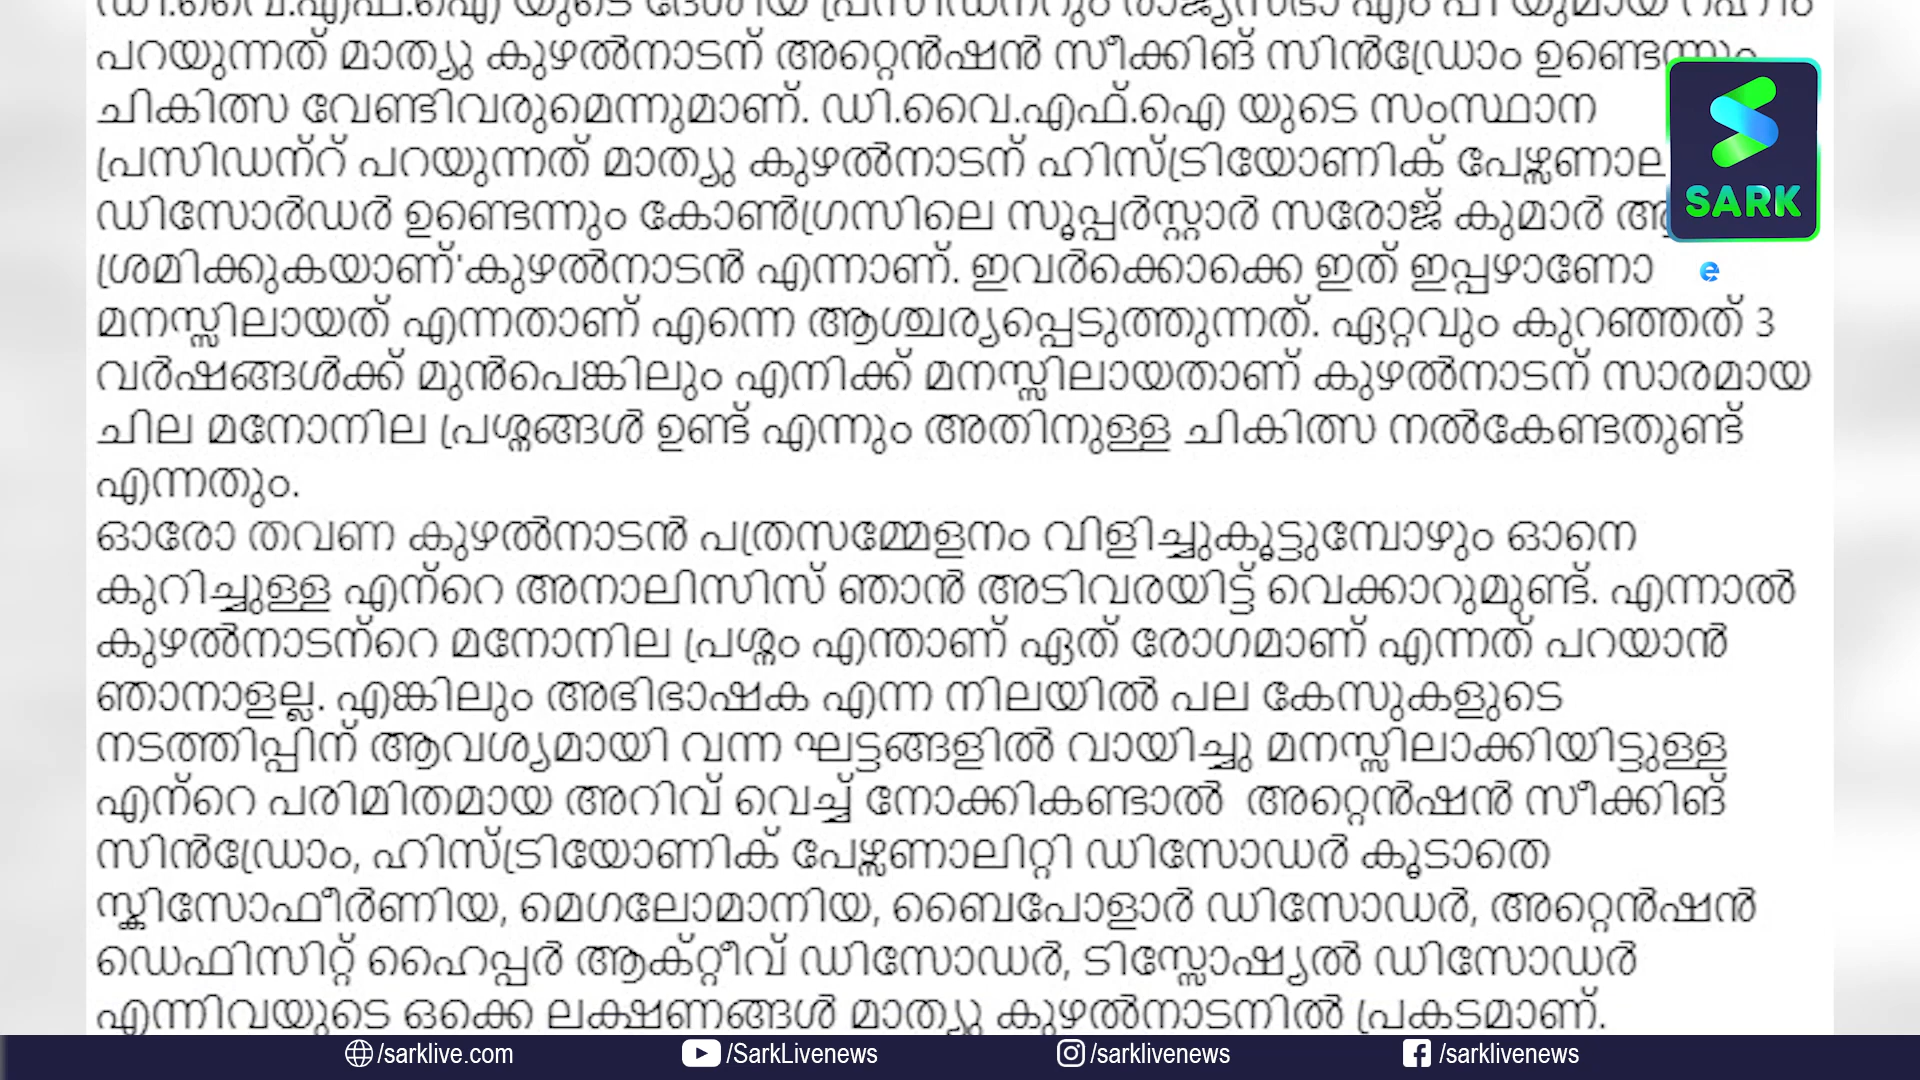 ഡി.വൈ.എഫ്.ഐ യുടെ ദേശീയ പ്രസിഡന്റും രാജ്യസഭാ എം പി യുമായ റഹീം
പറയുന്നത് മാത്യു കുഴൽനാടന് അറ്റെൻഷൻ സീക്കിങ് സിൻഡ്രോം ഉണ്ടെന്നും
ചികിത്സ വേണ്ടിവരുമെന്നുമാണ്. ഡി.വൈ.എഫ്.ഐ യുടെ സംസ്ഥാന
പ്രസിഡന്റ് പറയുന്നത് മാത്യു കുഴൽനാടന് ഹിസ്ട്രിയോണിക്
ഡിസോർഡർ ഉണ്ടെന്നും കോൺഗ്രസിലെ സൂപ്പർസ്റ്റാർ സരോജ് കുമാർ
ശ്രമിക്കുകയാണ്'കുഴൽനാടൻ എന്നാണ്. ഇവർക്കൊക്കെ ഇത് ഇപ്പഴാണോ
മനസ്സിലായത് എന്നതാണ് എന്നെ ആശ്ചര്യപ്പെടുത്തുന്നത്. ഏറ്റവും കുറഞ്ഞത് 3
വർഷങ്ങൾക്ക് മുൻപെങ്കിലും എനിക്ക് മനസ്സിലായതാണ് കുഴൽനാടന് സാരമായ
ചില മനോനില പ്രശ്നങ്ങൾ ഉണ്ട് എന്നും അതിനുള്ള ചികിത്സ നൽകേണ്ടതുണ്ട്
എന്നതും.
ഓരോ തവണ കുഴൽനാടൻ പത്രസമ്മേളനം വിളിച്ചുകൂട്ടുമ്പോഴും ഓനെ
കുറിച്ചുള്ള എന്റെ അനാലിസിസ് ഞാൻ അടിവരയിട്ട് വെക്കാറുമുണ്ട്. എന്നാൽ
കുഴൽനാടന്റെ മനോനില പ്രശ്നം എന്താണ് ഏത് രോഗമാണ് എന്നത് പറയാൻ
ഞാനാളല്ല. എങ്കിലും അഭിഭാഷക എന്ന നിലയിൽ പല കേസുകളുടെ
നടത്തിപ്പിന് ആവശ്യമായി വന്ന ഘട്ടങ്ങളിൽ വായിച്ചു മനസ്സിലാക്കിയിട്ടുള്ള
എന്റെ പരിമിതമായ അറിവ് വെച്ച് നോക്കികണ്ടാൽ അറ്റെൻഷൻ സീക്കിങ്
സിൻഡ്രോം, ഹിസ്ട്രിയോണിക് പേഴ്സണാലിറ്റി ഡിസോഡർ കൂടാതെ
സ്കിസോഫീർണിയ, മെഗലോമാനിയ, ബൈപോളാർ ഡിസോഡർ, അറ്റെൻഷൻ
ഡെഫിസിറ്റ് ഹൈപ്പർ ആക്റ്റീവ് ഡിസോഡർ, ടിസ്സോഷ്യൽ ഡിസോഡർ
എന്നിവയുടെ ഒക്കെ ലക്ഷണങ്ങൾ മാത്യു കുഴൽനാടനിൽ പ്രകടമാണ്.
SARK
e
/sarklive.com /SarkLivenews /sarklivenews /sarklivenews